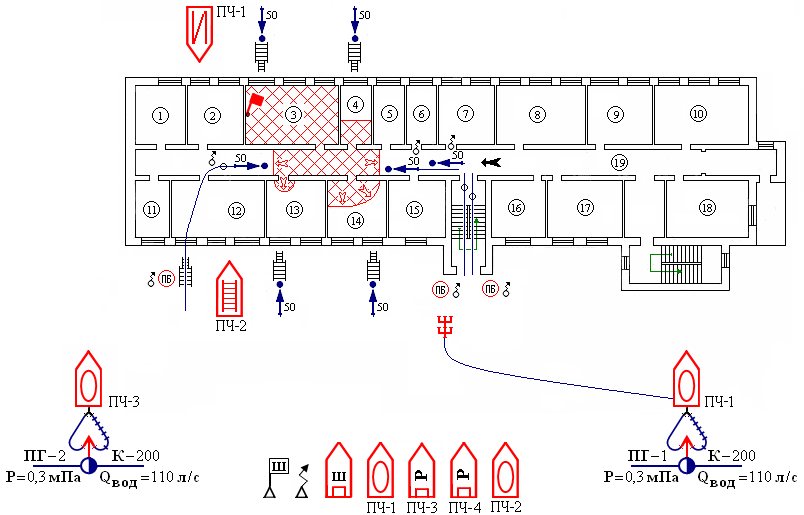 ПЧ-1
50
50
1
2
3
4
5
6
7
8
9
10
50
50
50
19
11
12
13
14
15
16
17
18
ПБ
ПБ
ПБ
50
50
ПЧ-2
ПЧ-3
ПЧ-1
ПГ-2 К-200
Р=0,3 мПа Qвод=110 л/с
ПГ-1 К-200
Р=0,3 мПа Qвод=110 л/с
Ш
Ш
Р
Р
ПЧ-1
ПЧ-3
ПЧ-4
ПЧ-2